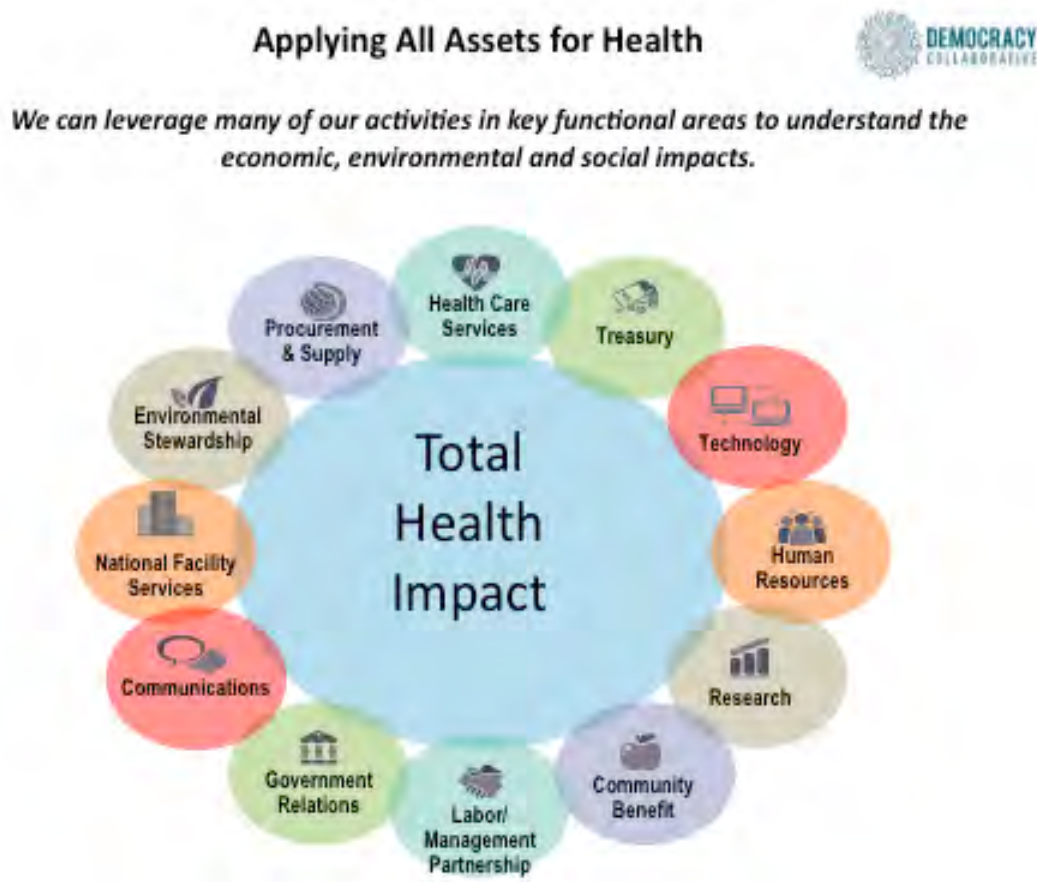 Applying All Assets for Health
DEMOCRACY
COLLABORATIVE
We can leverage many of our activities in key functional areas to understand the
economic, environmental and social impacts.
Health Care
Services
Treasury
Technology
Human
Resources
Research
Community
Benefit
Labor/
Management
Partnership
Government
Relations
Communications
National Facility
Services
Environmental
Stewardship
Procurement
& Supply
Total
Health
Impact